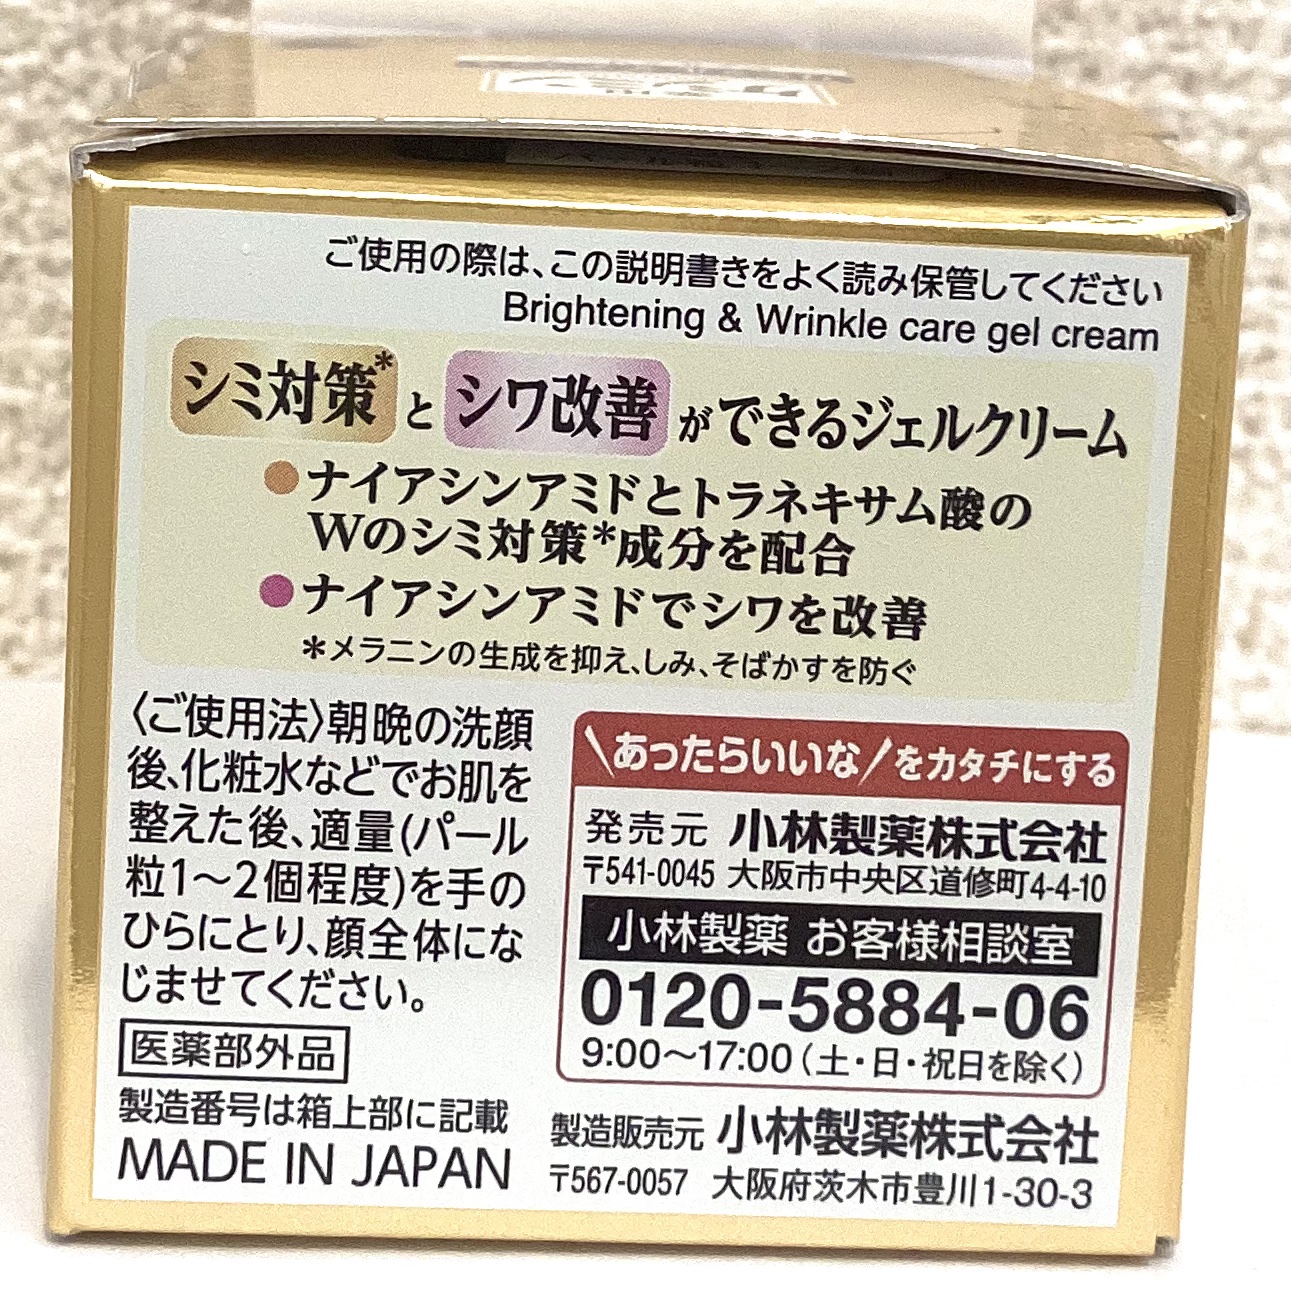 ご使用の際は、この説明書きをよく読み保管してください
Brightening & Wrinkle care gel cream
シミ対策*とシワ改善ができるジェルクリーム
●ナイアシンアミドとトラネキサム酸の
Wのシミ対策*成分を配合
●ナイアシンアミドでシワを改善
*メラニンの生成を抑え、しみ、そばかすを防ぐ
〈ご使用法〉朝晩の洗顔
後、化粧水などでお肌を
整えた後、適量(パール
粒1～2個程度)を手の
ひらにとり、顔全体にな
じませてください。
医薬部外品
製造番号は箱上部に記載
MADE IN JAPAN
\あったらいいな/をカタチにする
発売元 小林製薬株式会社
〒541-0045 大阪市中央区道修町4-4-10
小林製薬 お客様相談室
0120-5884-06
9:00～17:00(土・日・祝日を除く)
製造販売元 小林製薬株式会社
〒567-0057 大阪府茨木市豊川1-30-3